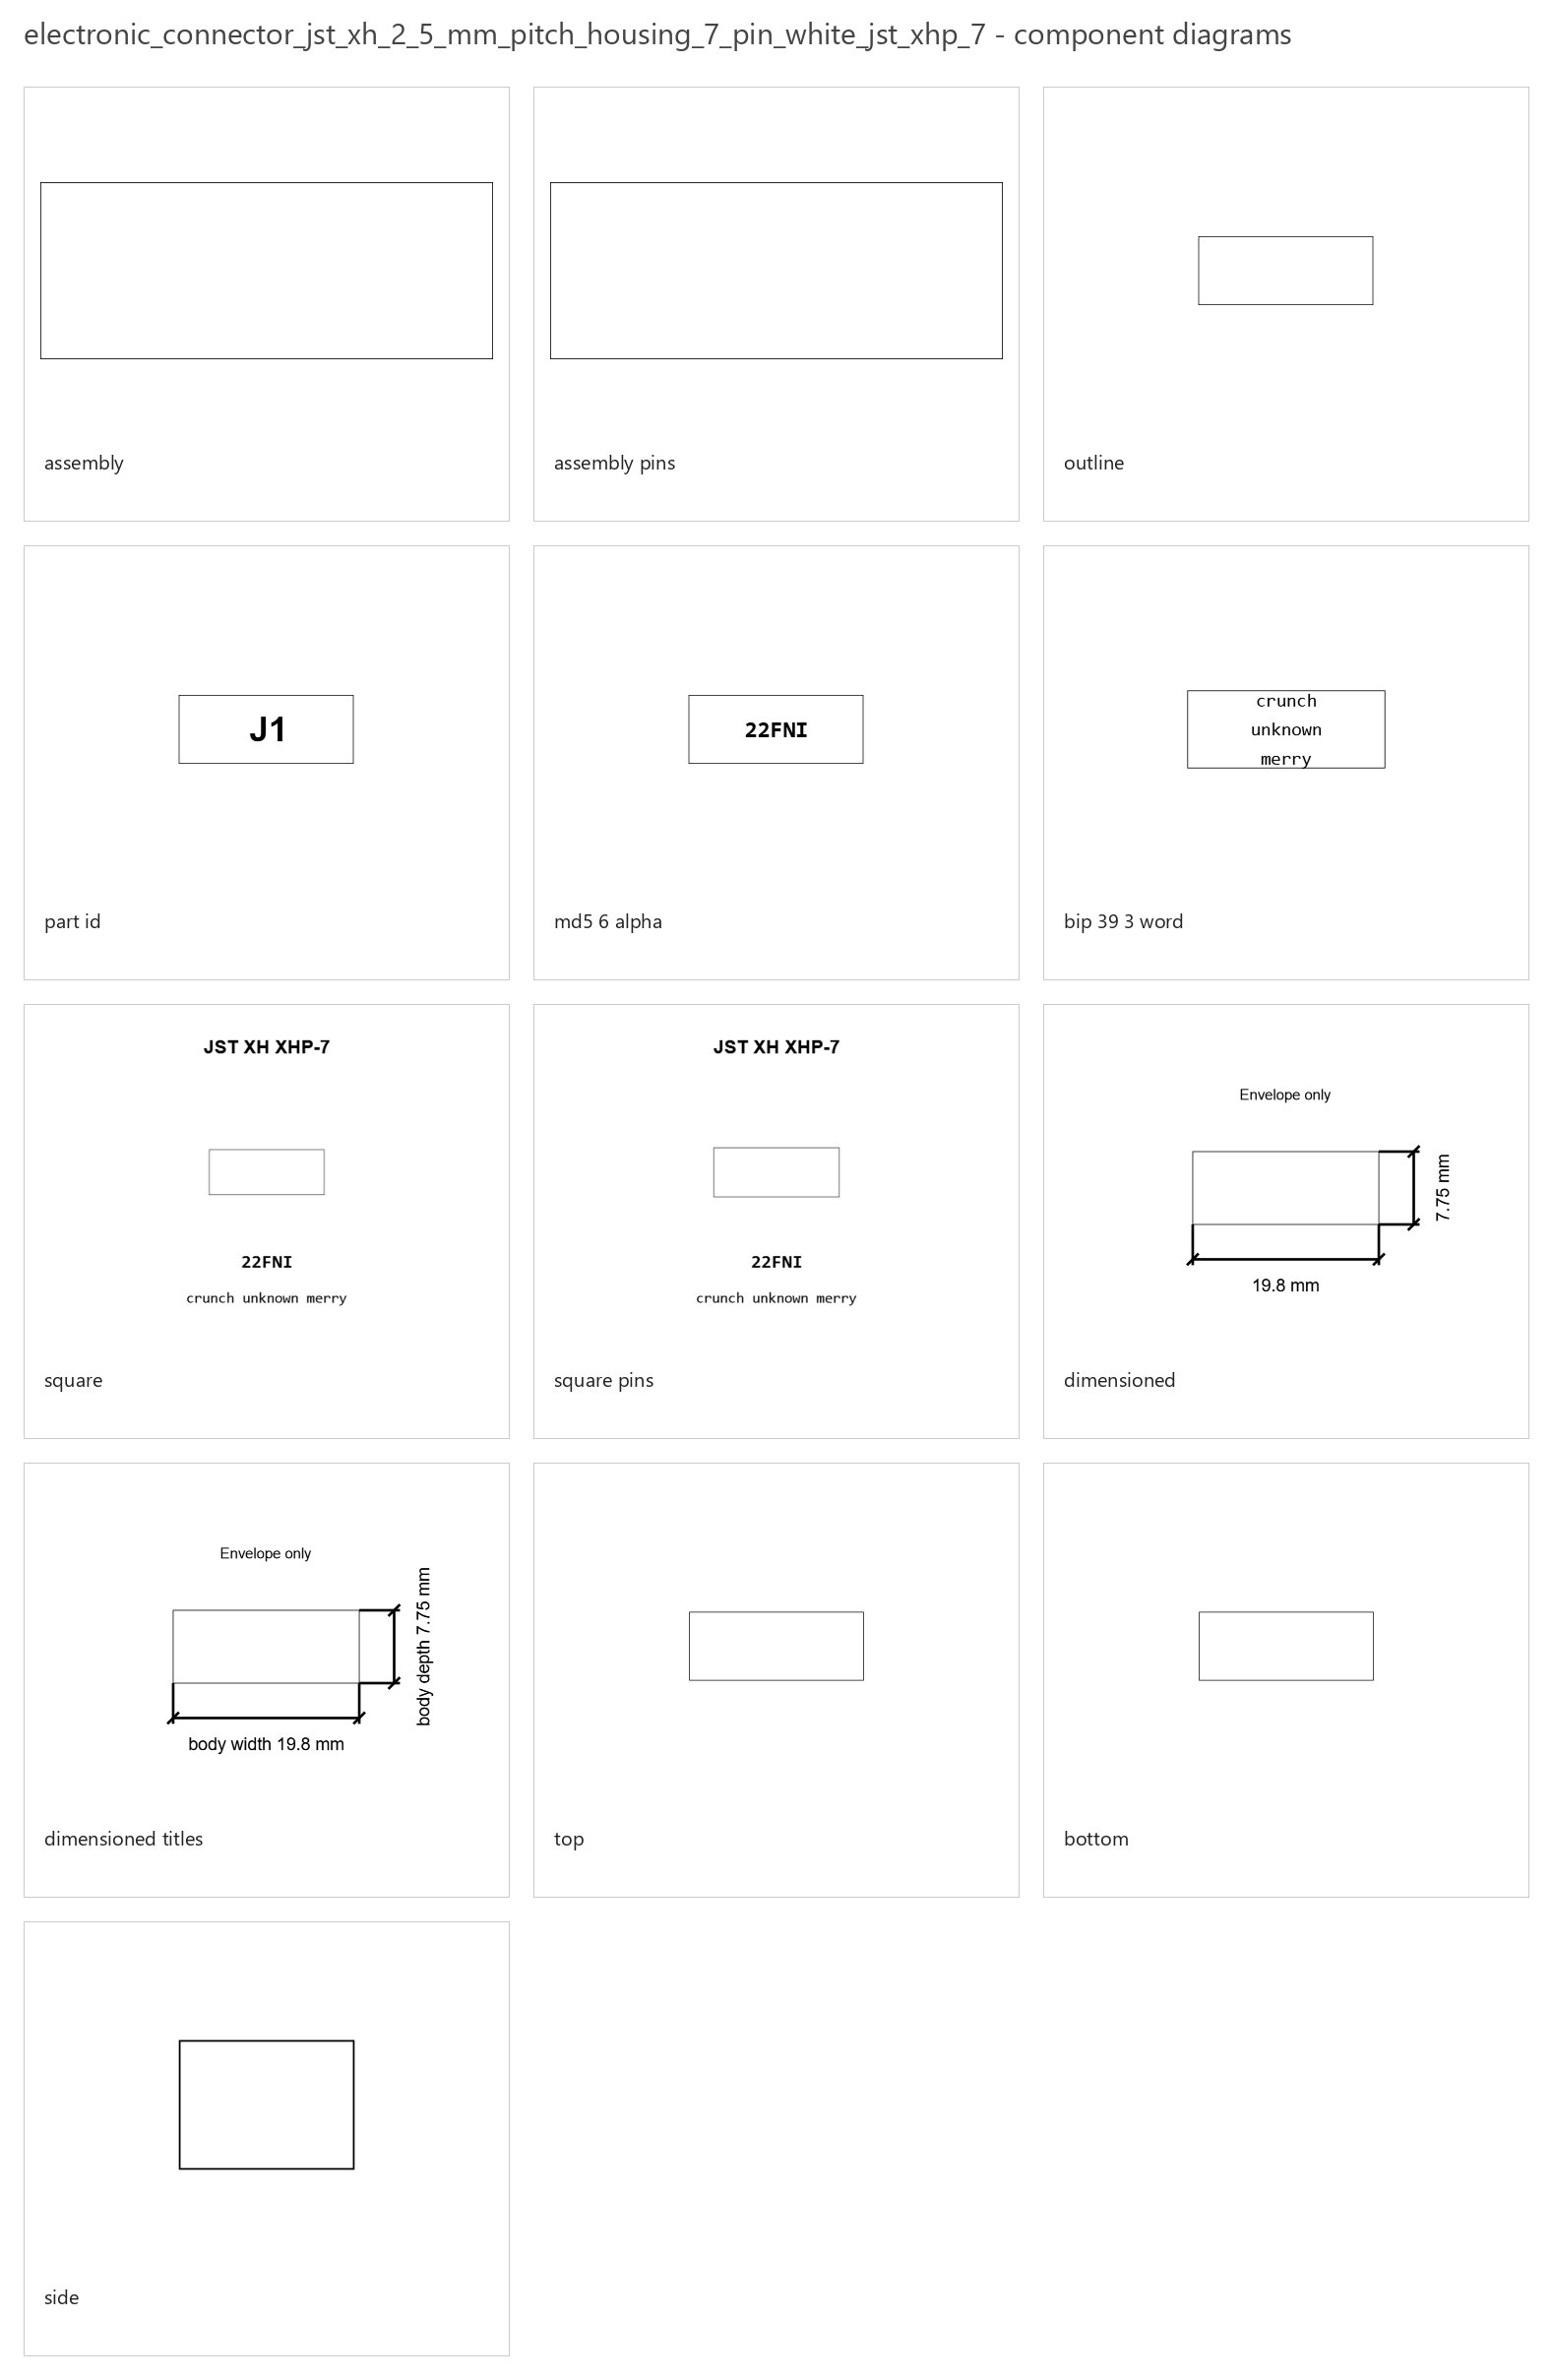 electronic_connector_jst_xh_2_5_mm_pitch_housing_7_pin_white_jst_xhp_7 - component diagrams
assembly
assembly pins
outline
J1
part id
22FNI
md5 6 alpha
crunch
unknown
merry
bip 39 3 word
JST XH XHP-7
22FNI
crunch unknown merry
square
JST XH XHP-7
22FNI
crunch unknown merry
square pins
Envelope only
7.75 mm
19.8 mm
dimensioned
Envelope only
body depth 7.75 mm
body width 19.8 mm
dimensioned titles
top
bottom
side